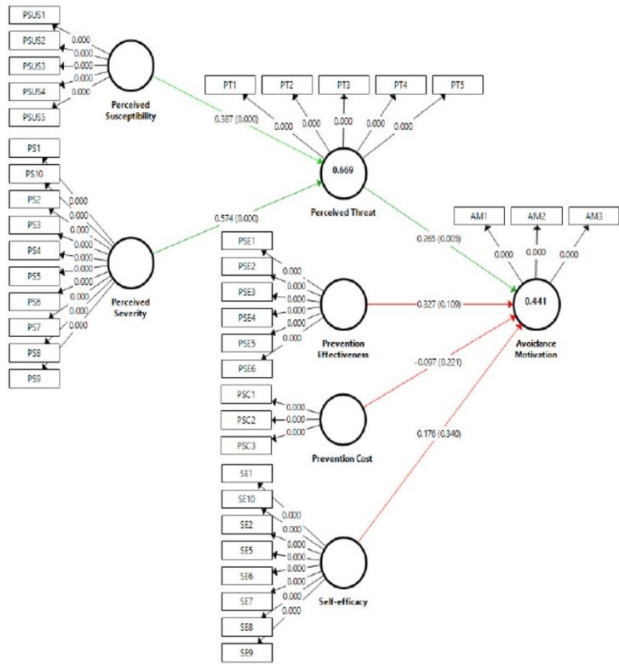 PSUS1
PSUS2
PSUS3
PSUS4
PSUS5
0.000
0.000
0.000
0.000
0.000
Perceived
Susceptibility
0.387 (0.000)
PT1
PT2
PT3
PT4
PT5
0.000
0.000
0.000
0.000
0.000
0.669
Perceived Threat
PS1
PS10
PS2
PS3
PS4
PS5
PS6
PS7
PS8
PS9
0.000
0.000
0.000
0.000
0.000
0.000
0.000
0.000
0.000
Perceived
Severity
0.574 (0.000)
0.265 (0.005)
AM1
AM2
AM3
0.000
0.000
0.000
0.441
Avoidance
Motivation
PSE1
PSE2
PSE3
PSE4
PSE5
PSE6
0.000
0.000
0.000
0.000
0.000
0.000
Prevention
Effectiveness
0.327 (0.109)
-0.097 (0.221)
PSC1
PSC2
PSC3
0.000
0.000
0.000
Prevention Cost
0.176 (0.340)
SE1
SE10
SE2
SE5
SE6
SE7
SE8
SE9
0.000
0.000
0.000
0.000
0.000
0.000
0.000
0.000
Self-efficacy